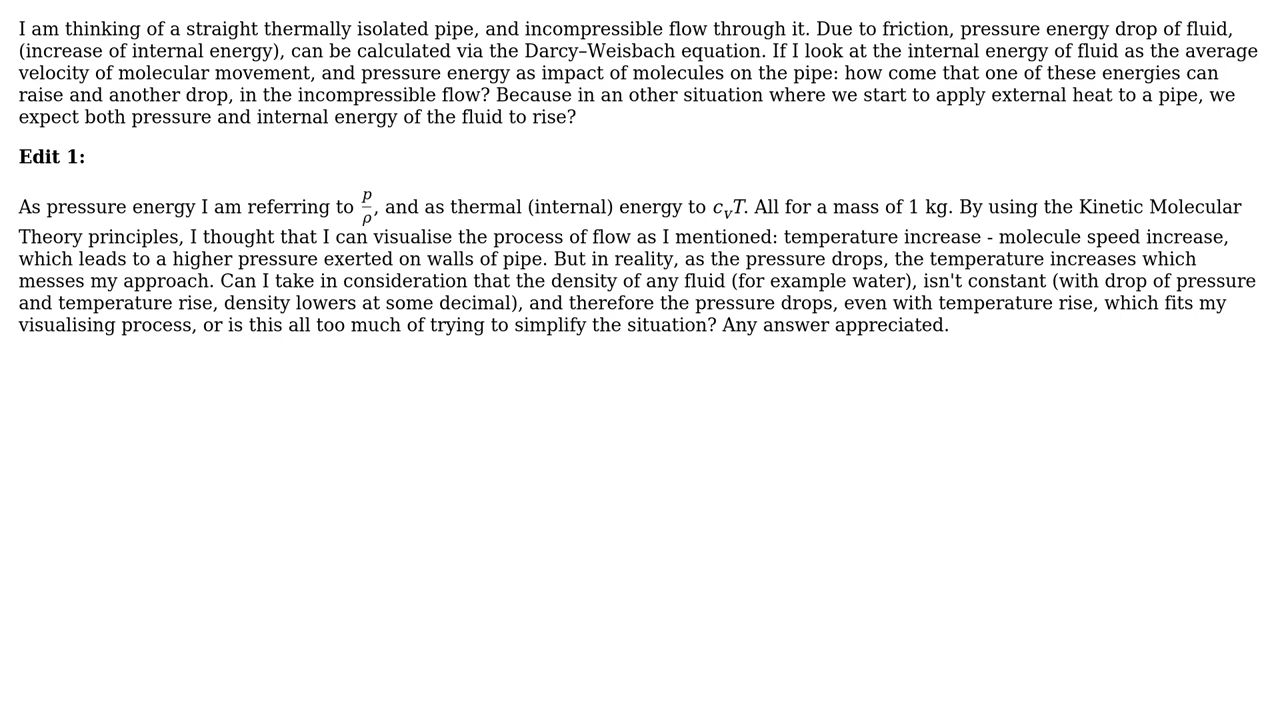 I am thinking of a straight thermally isolated pipe, and incompressible flow through it. Due to friction, pressure energy drop of fluid,
(increase of internal energy), can be calculated via the Darcy–Weisbach equation. If I look at the internal energy of fluid as the average
velocity of molecular movement, and pressure energy as impact of molecules on the pipe: how come that one of these energies can
raise and another drop, in the incompressible flow? Because in an other situation where we start to apply external heat to a pipe, we
expect both pressure and internal energy of the fluid to rise?
Edit 1:
As pressure energy I am referring to p/ρ, and as thermal (internal) energy to c_vT. All for a mass of 1 kg. By using the Kinetic Molecular
Theory principles, I thought that I can visualise the process of flow as I mentioned: temperature increase - molecule speed increase,
which leads to a higher pressure exerted on walls of pipe. But in reality, as the pressure drops, the temperature increases which
messes my approach. Can I take in consideration that the density of any fluid (for example water), isn't constant (with drop of pressure
and temperature rise, density lowers at some decimal), and therefore the pressure drops, even with temperature rise, which fits my
visualising process, or is this all too much of trying to simplify the situation? Any answer appreciated.